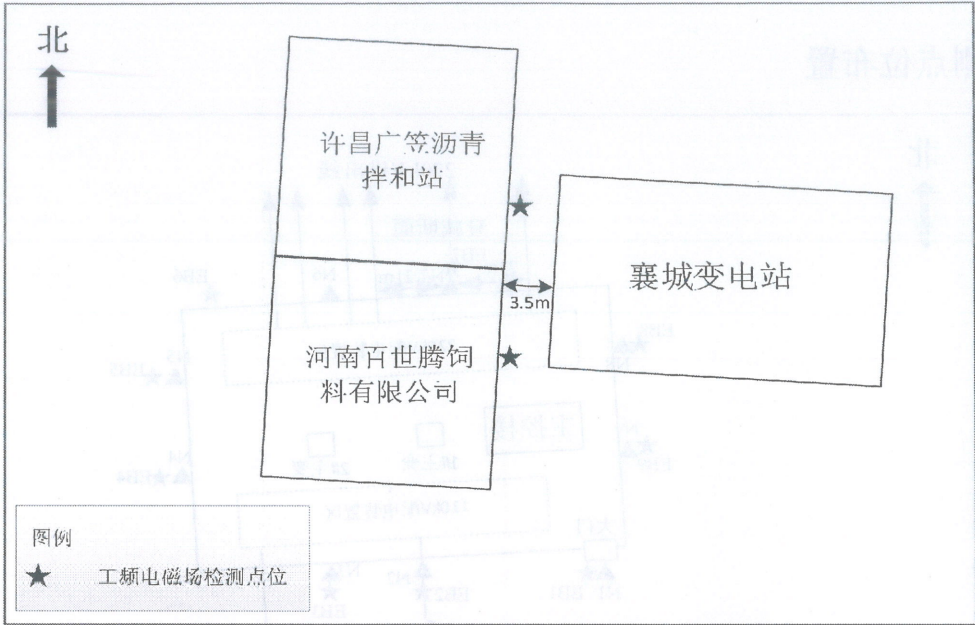 北
许昌广笠沥青
拌和站
襄城变电站
3.5m
河南百世腾饲
料有限公司
图例
工频电磁场检测点位